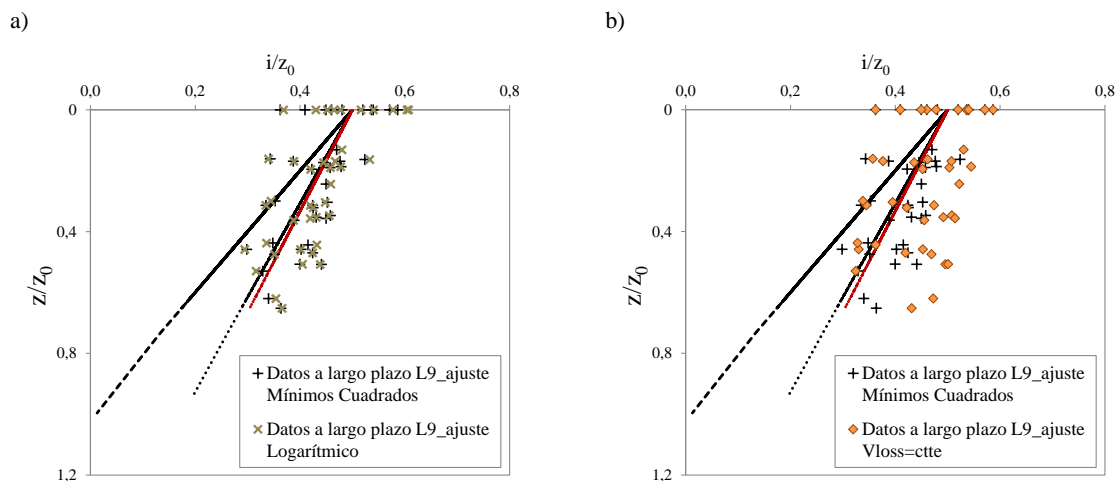 a)
i/z0
0,0 0,2 0,4 0,6 0,8
0
0,4
0,8
1,2
z/z0
Datos a largo plazo L9_ajuste
Mínimos Cuadrados
Datos a largo plazo L9_ajuste
Logarítmico
b)
i/z0
0,0 0,2 0,4 0,6 0,8
0
0,4
0,8
1,2
z/z0
Datos a largo plazo L9_ajuste
Mínimos Cuadrados
Datos a largo plazo L9_ajuste
Vloss=ctte